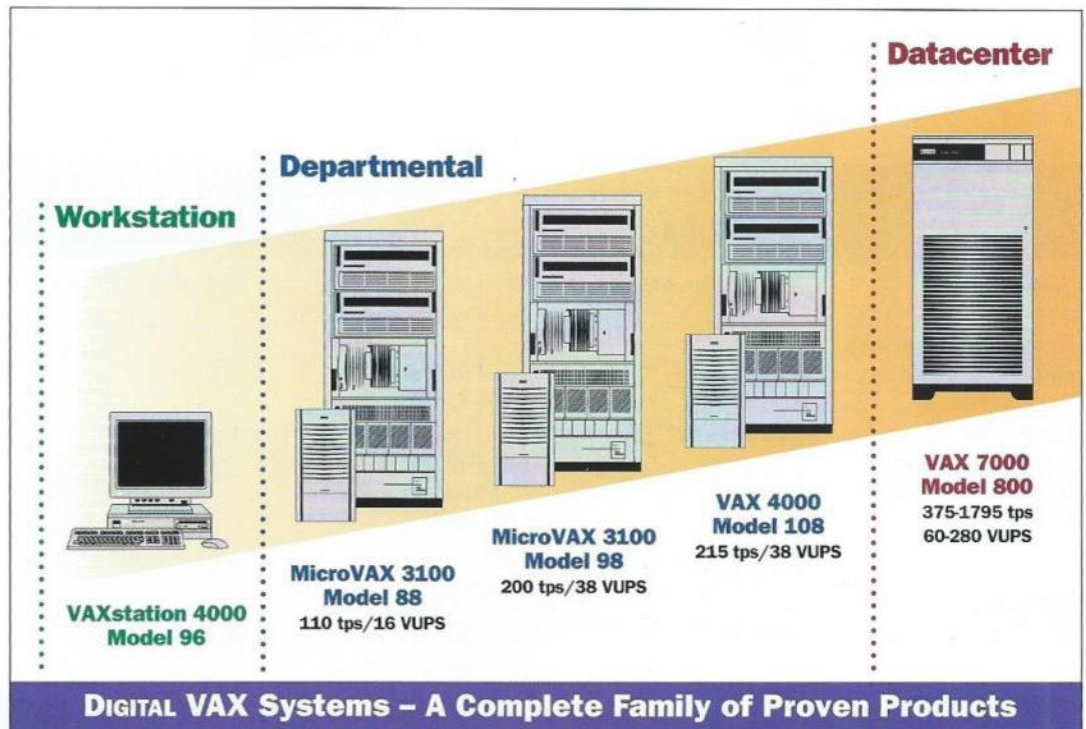 Datacenter
Departmental
Workstation
VAX 7000
Model 800
375-1795 tps
60-280 VUPS
VAX 4000
Model 108
215 tps/38 VUPS
MicroVAX 3100
Model 98
200 tps/38 VUPS
MicroVAX 3100
Model 88
110 tps/16 VUPS
VAXstation 4000
Model 96
DIGITAL VAX Systems – A Complete Family of Proven Products